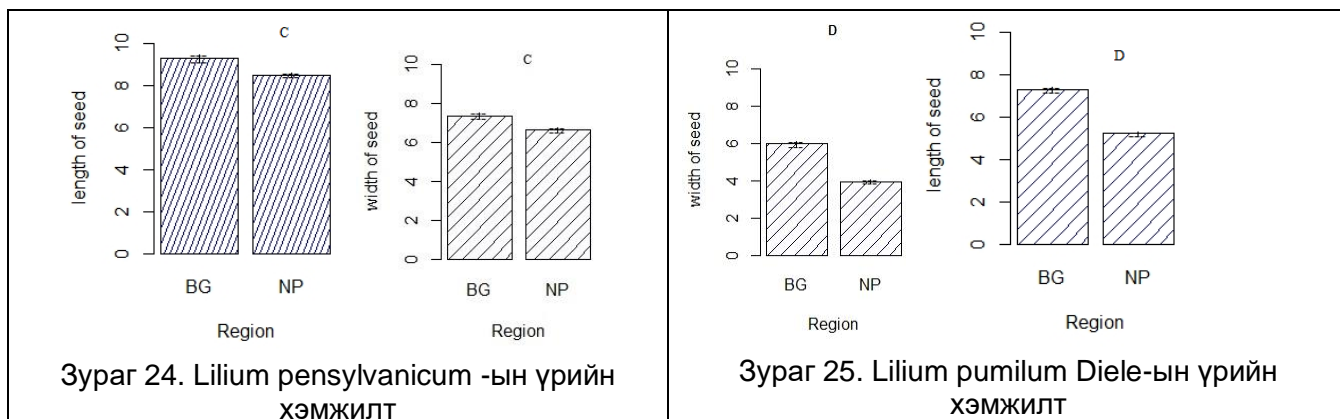 C
length of seed
10
8
6
4
2
0
BG NP
Region
C
width of seed
10
8
6
4
2
0
BG NP
Region
Зураг 24. Lilium pensylvanicum -ын үрийн
хэмжилт
D
width of seed
10
8
6
4
2
0
BG NP
Region
D
length of seed
10
8
6
4
2
0
BG NP
Region
Зураг 25. Lilium pumilum Diele-ын үрийн
хэмжилт